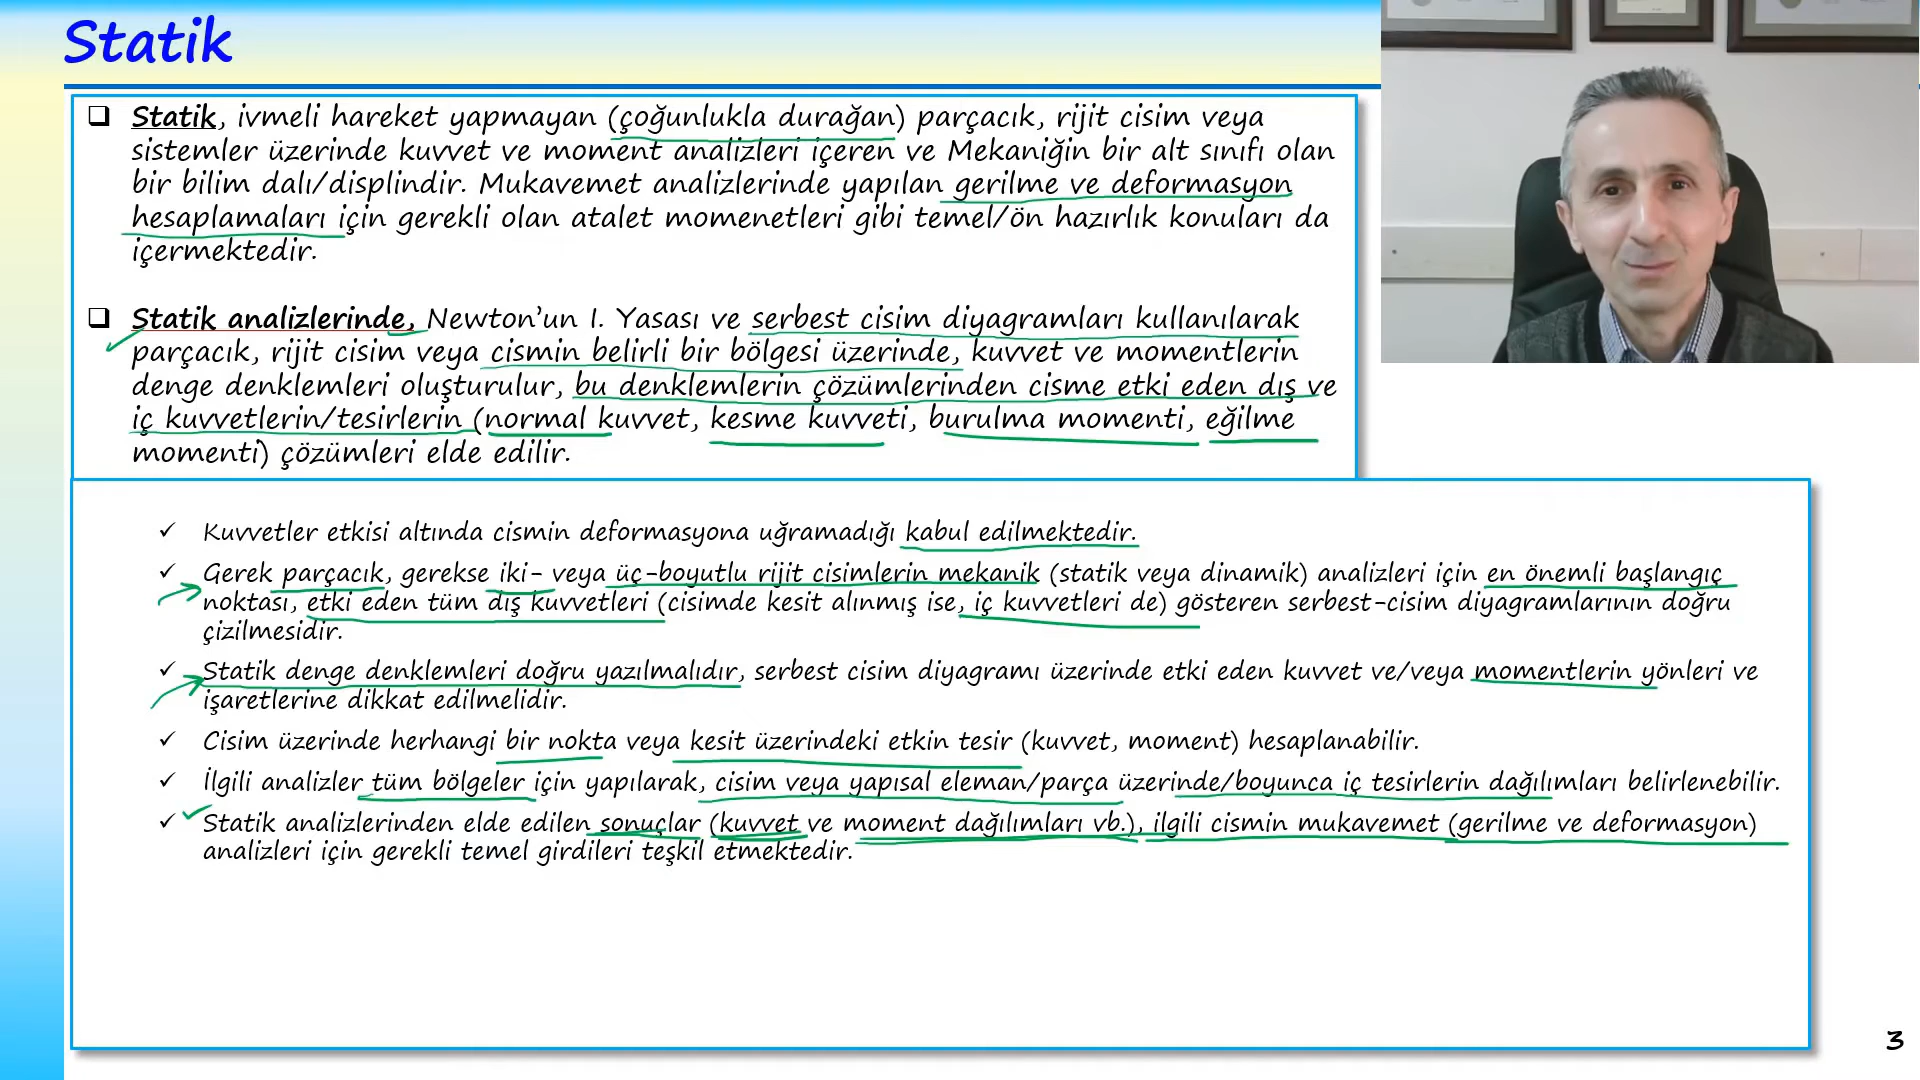 Statik
❑ Statik, ivmeli hareket yapmayan (çoğunlukla durağan) parçacık, rijit cisim veya
sistemler üzerinde kuvvet ve moment analizleri içeren ve Mekaniğin bir alt sınıfı olan
bir bilim dalı/displindir. Mukavemet analizlerinde yapılan gerilme ve deformasyon
hesaplamaları için gerekli olan atalet momenetleri gibi temel/ön hazırlık konuları da
içermektedir.
❑ Statik analizlerinde, Newton’un I. Yasası ve serbest cisim diyagramları kullanılarak
parçacık, rijit cisim veya cismin belirli bir bölgesi üzerinde, kuvvet ve momentlerin
denge denklemleri oluşturulur, bu denklemlerin çözümlerinden cisme etki eden dış ve
iç kuvvetlerin/tesirlerin (normal kuvvet, kesme kuvveti, burulma momenti, eğilme
momenti) çözümleri elde edilir.
✓ Kuvvetler etkisi altında cismin deformasyona uğramadığı kabul edilmektedir.
✓ Gerek parçacık, gerekse iki- veya üç-boyutlu rijit cisimlerin mekanik (statik veya dinamik) analizleri için en önemli başlangıç
noktası, etki eden tüm dış kuvvetleri (cisimde kesit alınmış ise, iç kuvvetleri de) gösteren serbest-cisim diyagramlarının doğru
çizilmesidir.
✓ Statik denge denklemleri doğru yazılmalıdır, serbest cisim diyagramı üzerinde etki eden kuvvet ve/veya momentlerin yönleri ve
işaretlerine dikkat edilmelidir.
✓ Cisim üzerinde herhangi bir nokta veya kesit üzerindeki etkin tesir (kuvvet, moment) hesaplanabilir.
✓ İlgili analizler tüm bölgeler için yapılarak, cisim veya yapısal eleman/parça üzerinde/boyunca iç tesirlerin dağılımları belirlenebilir.
✓ Statik analizlerinden elde edilen sonuçlar (kuvvet ve moment dağılımları vb.), ilgili cismin mukavemet (gerilme ve deformasyon)
analizleri için gerekli temel girdileri teşkil etmektedir.
3